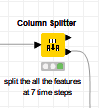 Column Splitter
split the all the features
at 7 time steps